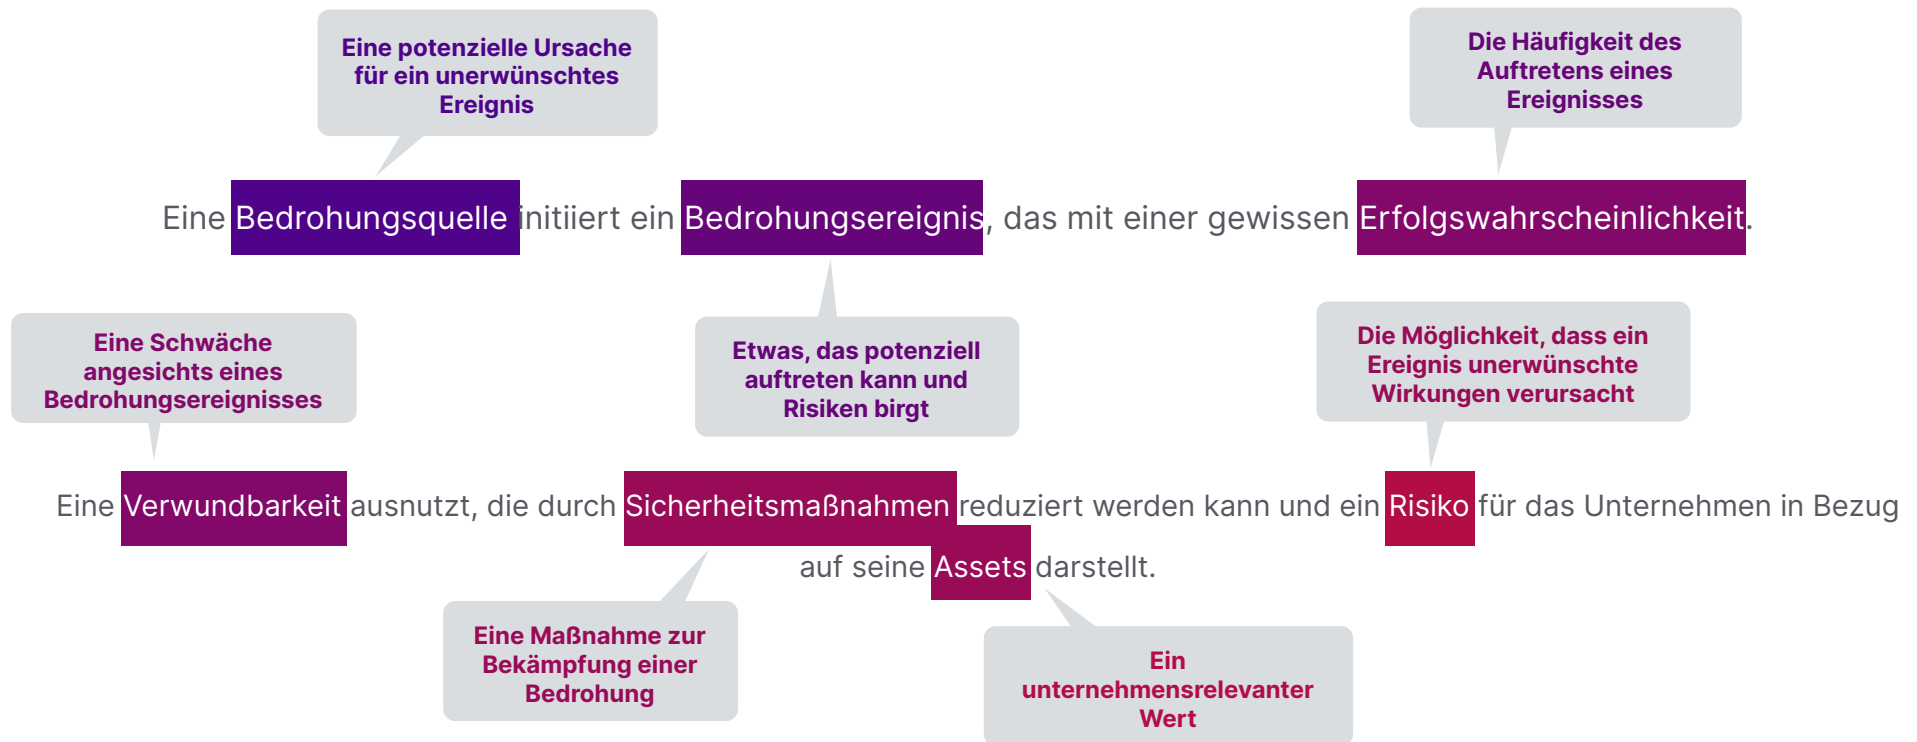 Eine potenzielle Ursache
für ein unerwünschtes
Ereignis
Die Häufigkeit des
Auftretens eines
Ereignisses
Eine Bedrohungsquelle initiiert ein Bedrohungsereignis, das mit einer gewissen Erfolgswahrscheinlichkeit.
Eine Schwäche
angesichts eines
Bedrohungsereignisses
Etwas, das potenziell
auftreten kann und
Risiken birgt
Die Möglichkeit, dass ein
Ereignis unerwünschte
Wirkungen verursacht
Eine Verwundbarkeit ausnutzt, die durch Sicherheitsmaßnahmen reduziert werden kann und ein Risiko für das Unternehmen in Bezug
auf seine Assets darstellt.
Eine Maßnahme zur
Bekämpfung einer
Bedrohung
Ein
unternehmensrelevanter
Wert